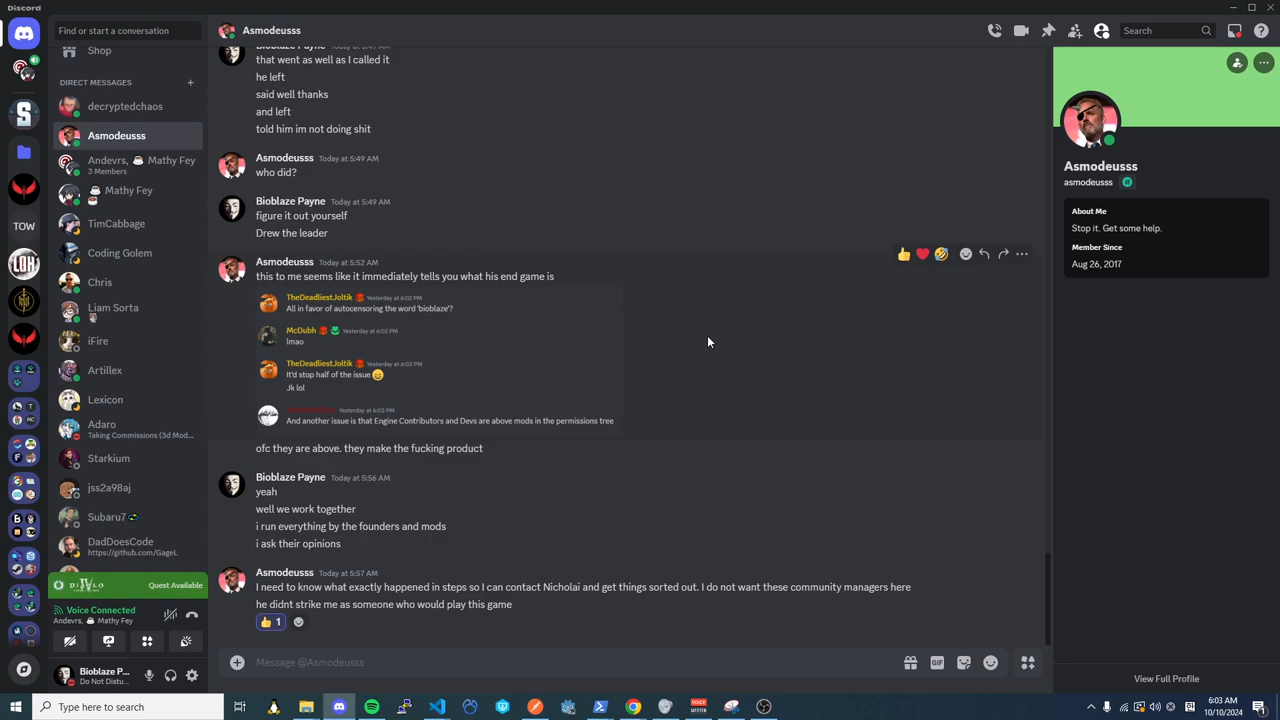 Discord
Find or start a conversation
Asmodeusss
Search
Shop
DIRECT MESSAGES
decryptedchaos
Asmodeusss
Andevrs, ☕ Mathy Fey
3 Members
Mathy Fey
TimCabbage
Coding Golem
Chris
Liam Sorta
iFire
Artillex
Lexicon
Adaro
Taking Commissions (3d Mod...
Starkium
jss2a98aj
Subaru7
DadDoesCode
https://github.com/GageL
DIABLO IV
Quest Available
Voice Connected
Andevrs, ☕ Mathy Fey
Bioblaze P...
Do Not Distu...
TOW
LOH
Bioblaze Payne Today at 5:47 AM
that went as well as I called it
he left
said well thanks
and left
told him im not doing shit
Asmodeusss Today at 5:49 AM
who did?
Bioblaze Payne Today at 5:49 AM
figure it out yourself
Drew the leader
Asmodeusss Today at 5:52 AM
this to me seems like it immediately tells you what his end game is
TheDeadliestJoltik Yesterday at 6:02 PM
All in favor of autocensoring the word 'bioblaze'?
McDubh Yesterday at 6:02 PM
lmao
TheDeadliestJoltik Yesterday at 6:03 PM
It'd stop half of the issue
Jk lol
Yesterday at 6:03 PM
And another issue is that Engine Contributors and Devs are above mods in the permissions tree
ofc they are above. they make the fucking product
Bioblaze Payne Today at 5:56 AM
yeah
well we work together
i run everything by the founders and mods
i ask their opinions
Asmodeusss Today at 5:57 AM
I need to know what exactly happened in steps so I can contact Nicholai and get things sorted out. I do not want these community managers here
he didnt strike me as someone who would play this game
👍 1
Message @Asmodeusss
GIF
Asmodeusss
asmodeusss
About Me
Stop it. Get some help.
Member Since
Aug 26, 2017
View Full Profile
Type here to search
6:03 AM
10/10/2024